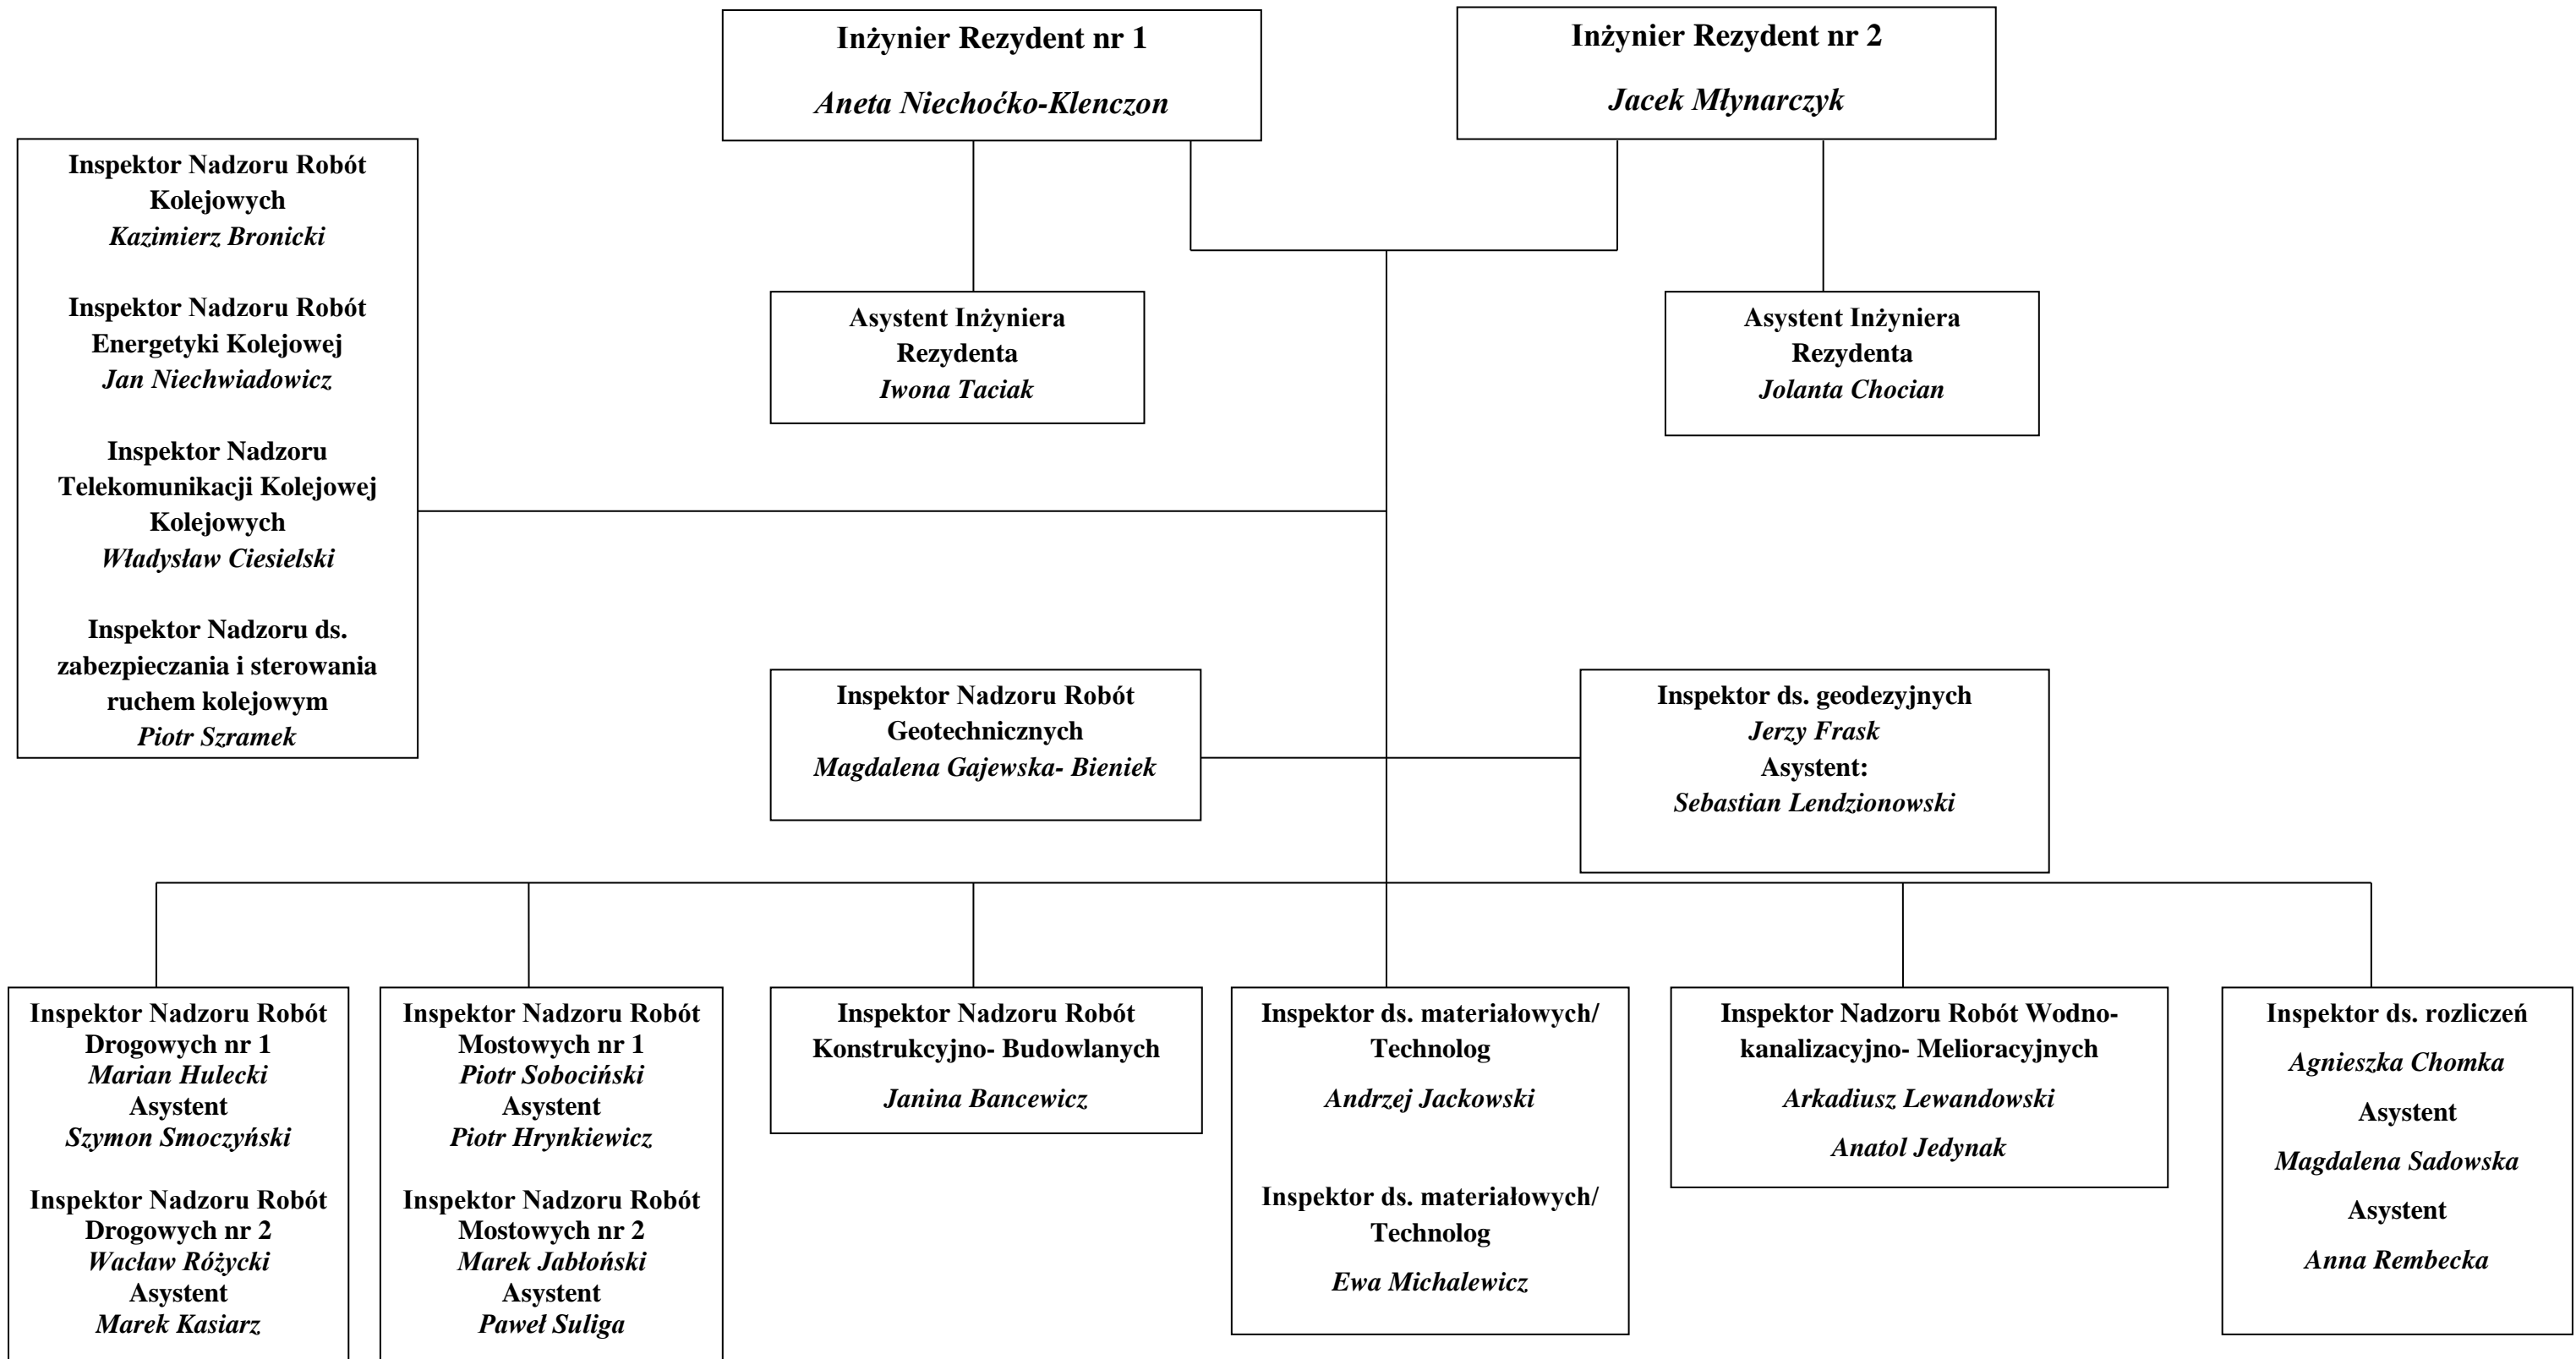 Inżynier Rezydent nr 1
Aneta Niechoćko-Klenczon
Inżynier Rezydent nr 2
Jacek Młynarczyk
Inspektor Nadzoru Robót
Kolejowych
Kazimierz Bronicki
Inspektor Nadzoru Robót
Energetyki Kolejowej
Jan Niechwiadowicz
Inspektor Nadzoru
Telekomunikacji Kolejowej
Kolejowych
Władysław Ciesielski
Inspektor Nadzoru ds.
zabezpieczania i sterowania
ruchem kolejowym
Piotr Szramek
Asystent Inżyniera
Rezydenta
Iwona Taciak
Asystent Inżyniera
Rezydenta
Jolanta Chocian
Inspektor Nadzoru Robót
Geotechnicznych
Magdalena Gajewska- Bieniek
Inspektor ds. geodezyjnych
Jerzy Frask
Asystent:
Sebastian Lendzionowski
Inspektor Nadzoru Robót
Drogowych nr 1
Marian Hulecki
Asystent
Szymon Smoczyński
Inspektor Nadzoru Robót
Drogowych nr 2
Wacław Różycki
Asystent
Marek Kasiarz
Inspektor Nadzoru Robót
Mostowych nr 1
Piotr Sobociński
Asystent
Piotr Hrynkiewicz
Inspektor Nadzoru Robót
Mostowych nr 2
Marek Jabłoński
Asystent
Paweł Suliga
Inspektor Nadzoru Robót
Konstrukcyjno- Budowlanych
Janina Bancewicz
Inspektor ds. materiałowych/
Technolog
Andrzej Jackowski
Inspektor ds. materiałowych/
Technolog
Ewa Michalewicz
Inspektor Nadzoru Robót Wodno-
kanalizacyjno- Melioracyjnych
Arkadiusz Lewandowski
Anatol Jedynak
Inspektor ds. rozliczeń
Agnieszka Chomka
Asystent
Magdalena Sadowska
Asystent
Anna Rembecka